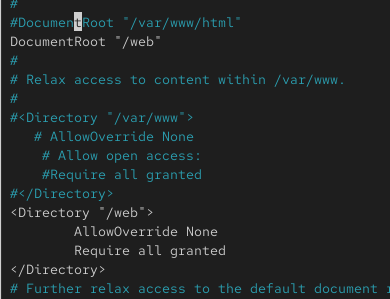 #
#DocumentRoot "/var/www/html"
DocumentRoot "/web"
#
# Relax access to content within /var/www.
#
#<Directory "/var/www">
   # AllowOverride None
    # Allow open access:
    #Require all granted
#</Directory>
<Directory "/web">
        AllowOverride None
        Require all granted
</Directory>
# Further relax access to the default document